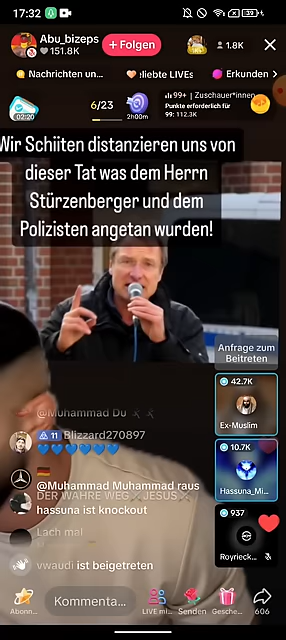 17:32
39
Abu_bizeps
151.8K
+ Folgen
1.8K
Nachrichten un...
:liebte LIVEs
Erkunden
02:20
6/23
2h00m
99+ | Zuschauer*innen
Punkte erforderlich für
99: 112.3K
Wir Schiiten distanzieren uns von
dieser Tat was dem Herrn
Stürzenberger und dem
Polizisten angetan wurden!
Anfrage zum
Beitreten
42.7K
Ex-Muslim
10.7K
Hassuna_Mi...
937
Royrieck...
@Muhammad Du
11 Blizzard270897
💙💙💙💙💙💙
@Muhammad Muhammad raus
DER WAHRE WEG JESUS
hassuna ist knockout
Lach mal
vwaudi ist beigetreten
Abonn...
Kommenta...
LIVE mi...
Senden
Gesche...
606